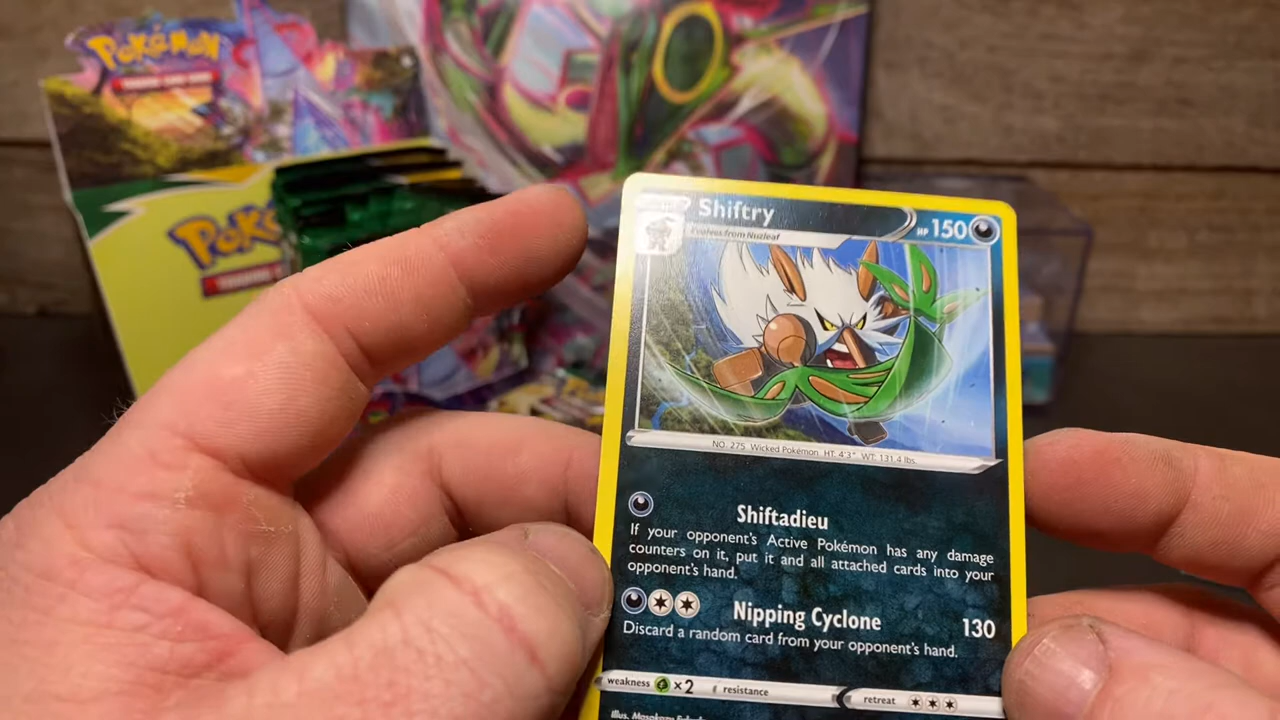 POKéMON
POKé
Shiftry
Evolves from Nuzleaf
HP 150
NO. 275 Wicked Pokémon HT: 4'3" WT: 131.4 lbs.
Shiftadieu
If your opponent's Active Pokémon has any damage
counters on it, put it and all attached cards into your
opponent's hand.
Nipping Cyclone 130
Discard a random card from your opponent's hand.
weakness ×2 resistance retreat
Illus.